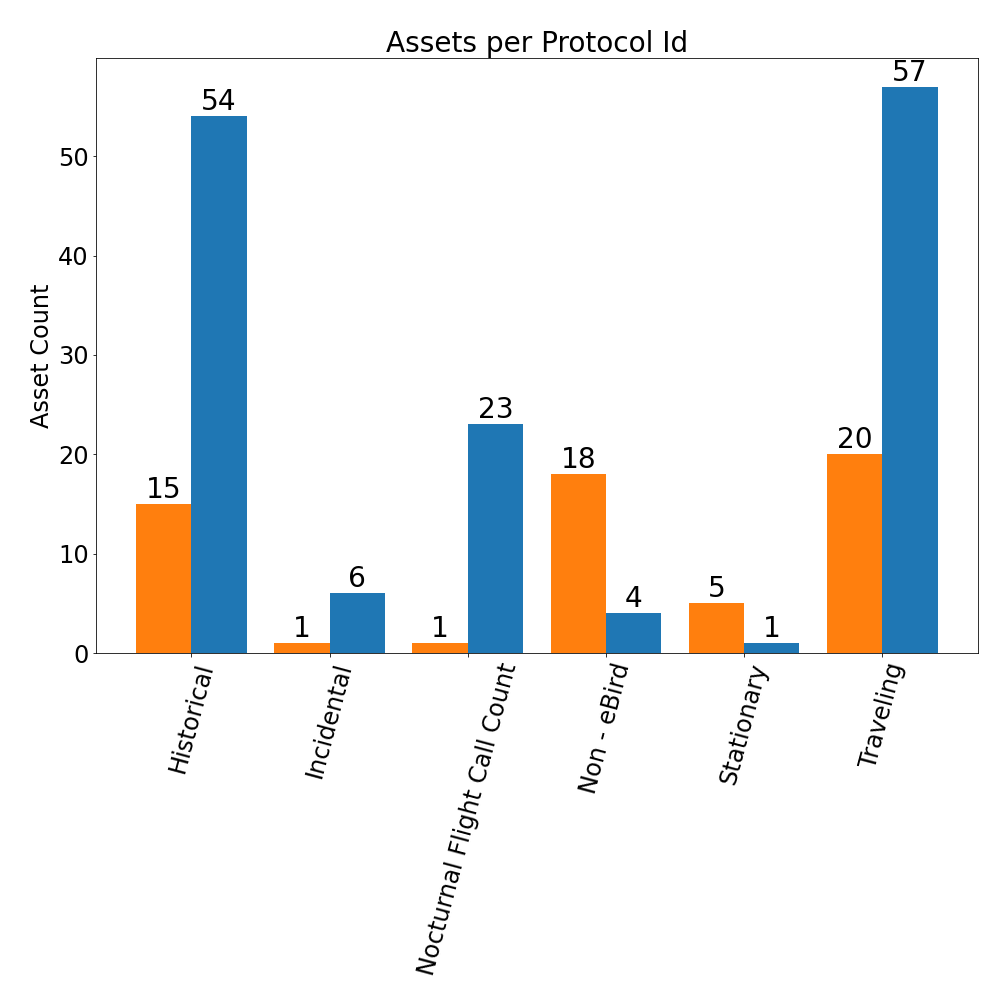 Assets per Protocol Id
Asset Count
50
40
30
20
10
0
15
54
1
6
1
23
18
4
5
1
20
57
Historical
Incidental
Nocturnal Flight Call Count
Non - eBird
Stationary
Traveling